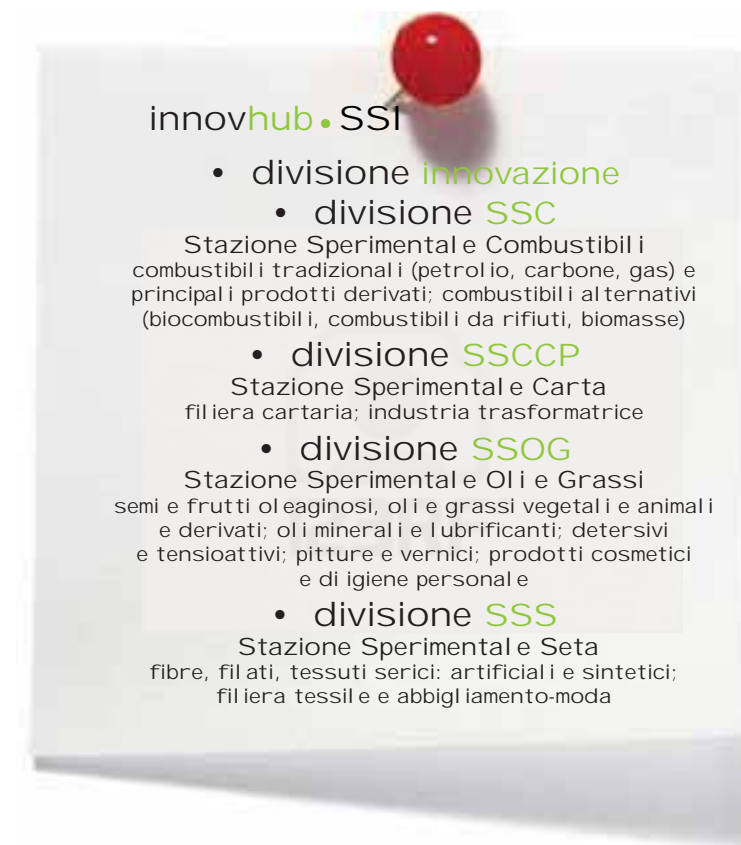 innovhub • SSI
• divisione innovazione
• divisione SSC
Stazione Sperimentale Combustibili
combustibili tradizionali (petrolio, carbone, gas) e
principali prodotti derivati; combustibili alternativi
(biocombustibili, combustibili da rifiuti, biomasse)
• divisione SSCCP
Stazione Sperimentale Carta
filiera cartaria; industria trasformatrice
• divisione SSOG
Stazione Sperimentale Oli e Grassi
semi e frutti oleaginosi, oli e grassi vegetali e animali
e derivati; oli minerali e lubrificanti; detersivi
e tensioattivi; pitture e vernici; prodotti cosmetici
e di igiene personale
• divisione SSS
Stazione Sperimentale Seta
fibre, filati, tessuti serici: artificiali e sintetici;
filiera tessile e abbigliamento-moda